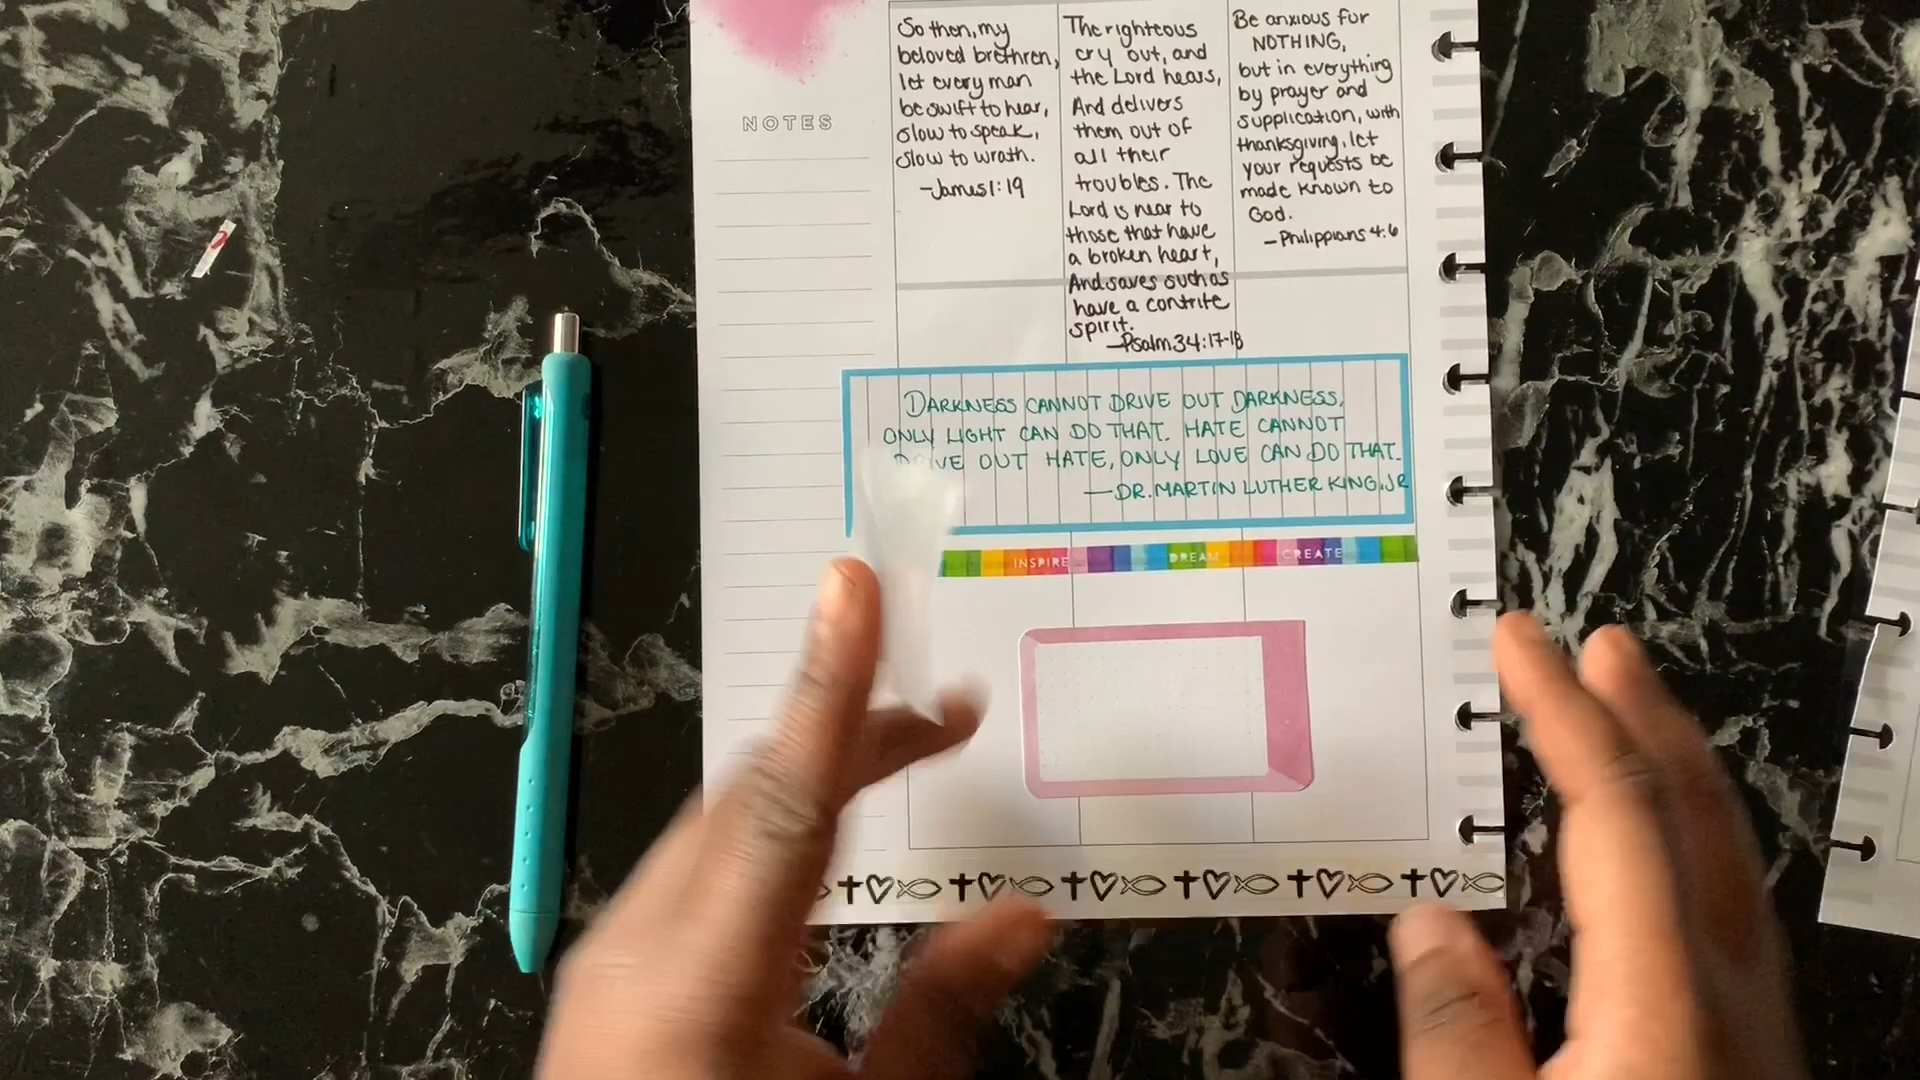 NOTES
So then, my
beloved brethren,
let every man
be swift to hear,
slow to speak,
slow to wrath.
-James 1:19
The righteous
cry out, and
the Lord hears,
And delivers
them out of
all their
troubles. The
Lord is near to
those that have
a broken heart,
And saves such as
have a contrite
spirit.
-Psalm 34:17-18
Be anxious for
NOTHING,
but in everything
by prayer and
supplication, with
thanksgiving, let
your requests be
made known to
God.
-Philippians 4:6
DARKNESS CANNOT DRIVE OUT DARKNESS,
ONLY LIGHT CAN DO THAT. HATE CANNOT
DRIVE OUT HATE, ONLY LOVE CAN DO THAT.
-DR. MARTIN LUTHER KING, JR
INSPIRE DREAM CREATE